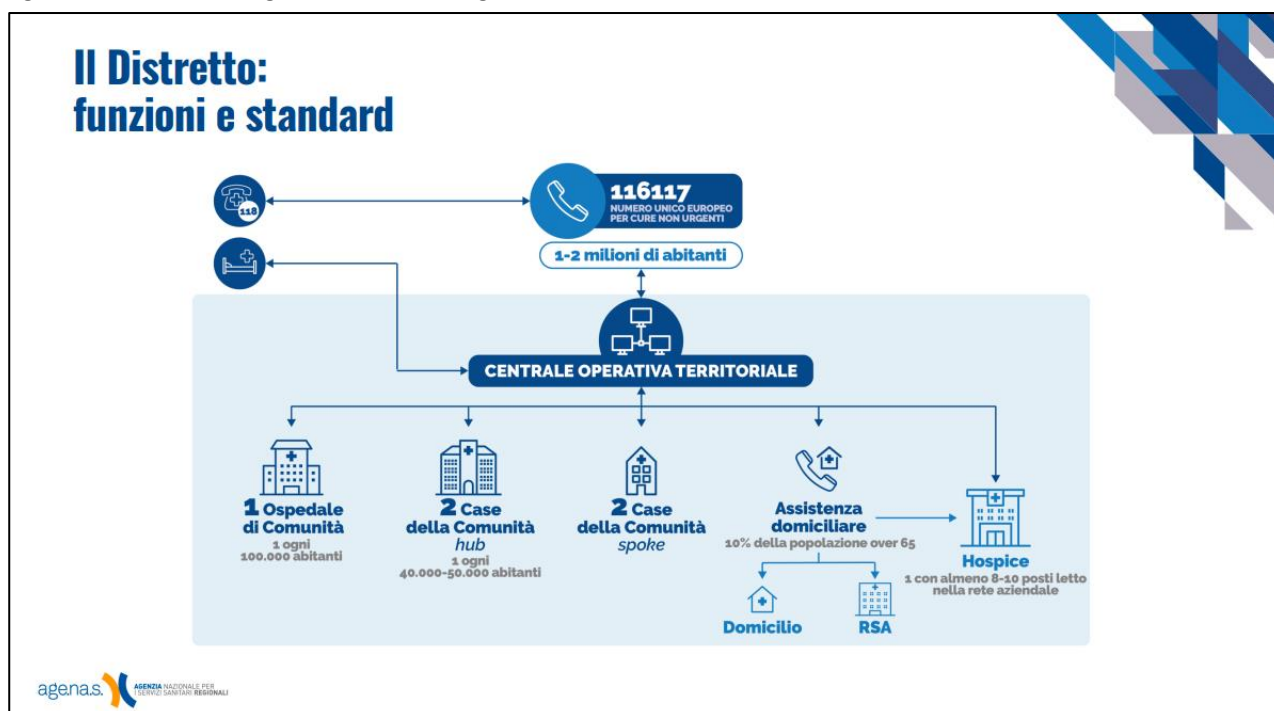 Il Distretto:
funzioni e standard
118
116117
NUMERO UNICO EUROPEO
PER CURE NON URGENTI
1-2 milioni di abitanti
CENTRALE OPERATIVA TERRITORIALE
1 Ospedale
di Comunità
1 ogni
100.000 abitanti
2 Case
della Comunità
hub
1 ogni
40.000-50.000 abitanti
2 Case
della Comunità
spoke
Assistenza
domiciliare
10% della popolazione over 65
Domicilio
RSA
Hospice
1 con almeno 8-10 posti letto
nella rete aziendale
agenas.
AGENZIA NAZIONALE PER
I SERVIZI SANITARI REGIONALI